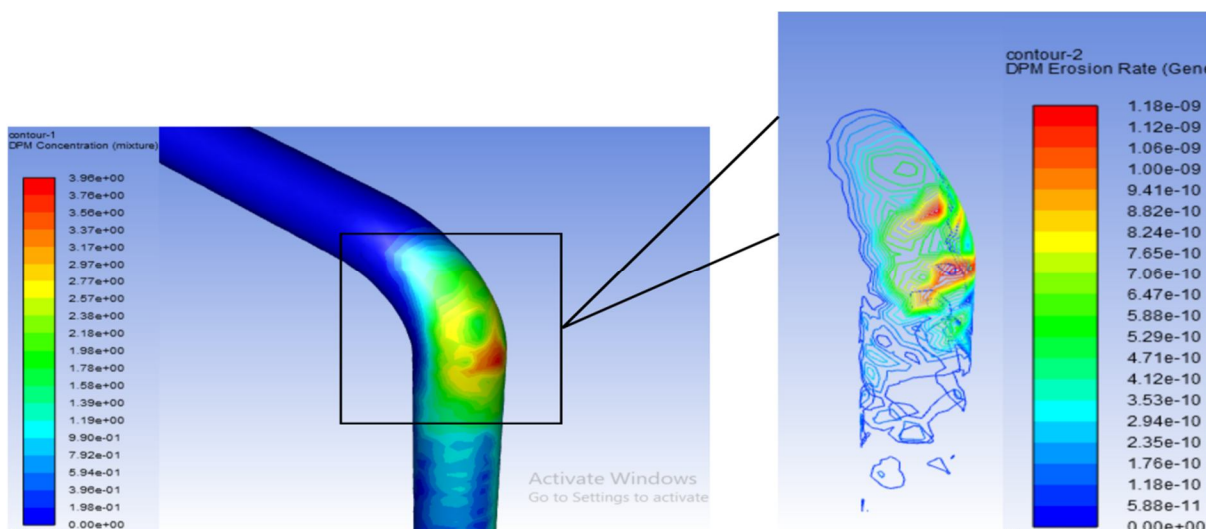 contour-1
DPM Concentration (mixture)
3.96e+00
3.76e+00
3.56e+00
3.37e+00
3.17e+00
2.97e+00
2.77e+00
2.57e+00
2.38e+00
2.18e+00
1.98e+00
1.78e+00
1.58e+00
1.39e+00
1.19e+00
9.90e-01
7.92e-01
5.94e-01
3.96e-01
1.98e-01
0.00e+00
Activate Windows
Go to Settings to activate
contour-2
DPM Erosion Rate (Gene
1.18e-09
1.12e-09
1.06e-09
1.00e-09
9.41e-10
8.82e-10
8.24e-10
7.65e-10
7.06e-10
6.47e-10
5.88e-10
5.29e-10
4.71e-10
4.12e-10
3.53e-10
2.94e-10
2.35e-10
1.76e-10
1.18e-10
5.88e-11
0.00e+00